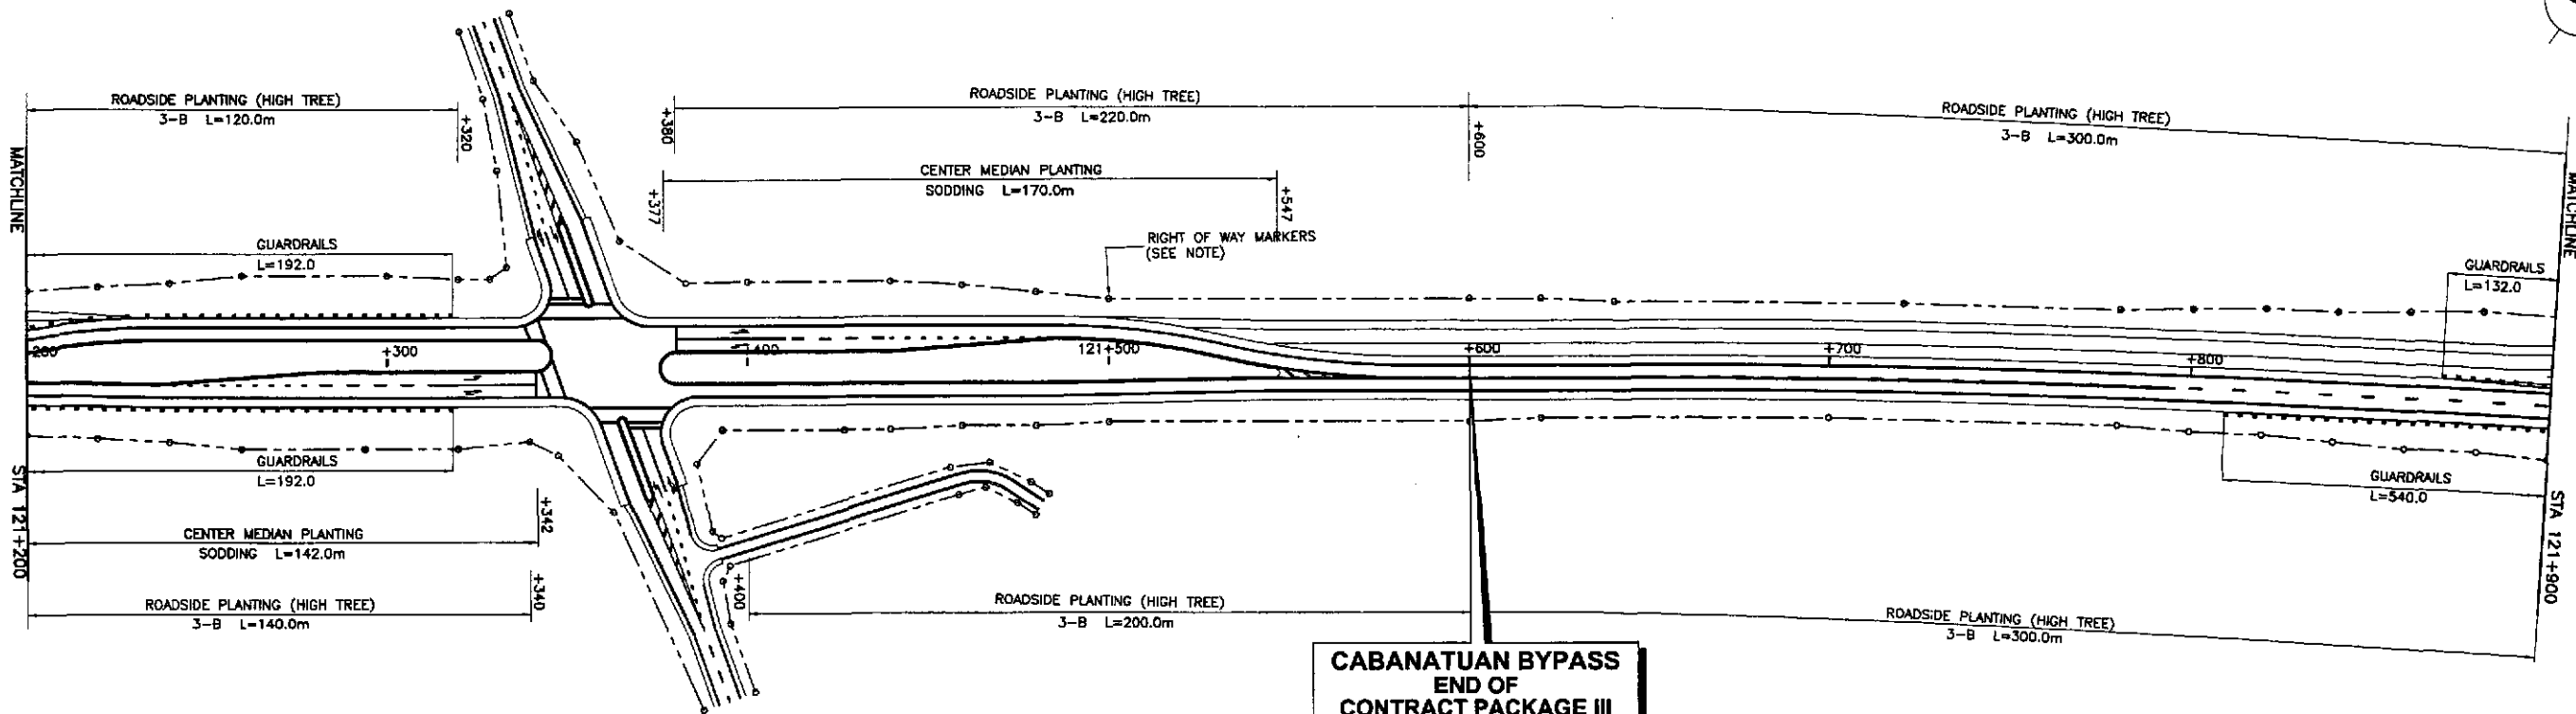 ROADSIDE PLANTING (HIGH TREE)
3-B L=120.0m
+320
ROADSIDE PLANTING (HIGH TREE)
3-B L=220.0m
+380
+600
ROADSIDE PLANTING (HIGH TREE)
3-B L=300.0m
MATCHLINE
MATCHLINE
CENTER MEDIAN PLANTING
SODDING L=170.0m
+377
+547
RIGHT OF WAY MARKERS
(SEE NOTE)
GUARDRAILS
L=192.0
GUARDRAILS
L=132.0
200
+300
+400
121+500
+600
+700
+800
GUARDRAILS
L=192.0
GUARDRAILS
L=540.0
STA 121+200
STA 121+900
CENTER MEDIAN PLANTING
SODDING L=142.0m
+342
ROADSIDE PLANTING (HIGH TREE)
3-B L=140.0m
+340
+400
ROADSIDE PLANTING (HIGH TREE)
3-B L=200.0m
ROADSIDE PLANTING (HIGH TREE)
3-B L=300.0m
CABANATUAN BYPASS
END OF
CONTRACT PACKAGE III